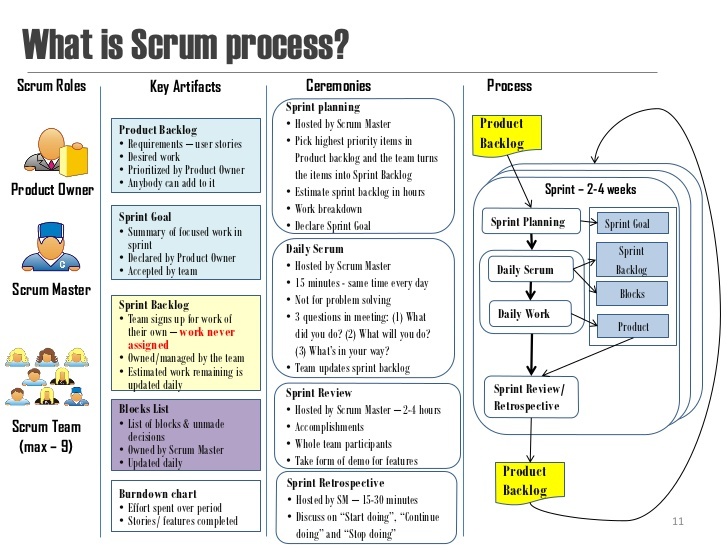 What is Scrum process?
Scrum Roles
Product Owner
Scrum Master
Scrum Team
(max – 9)
Key Artifacts
Product Backlog
• Requirements – user stories
• Desired work
• Prioritized by Product Owner
• Anybody can add to it
Sprint Goal
• Summary of focused work in
sprint
• Declared by Product Owner
• Accepted by team
Sprint Backlog
• Team signs up for work of
their own – work never
assigned
• Owned/managed by the team
• Estimated work remaining is
updated daily
Blocks List
• List of blocks & unmade
decisions
• Owned by Scrum Master
• Updated daily
Burndown chart
• Effort spent over period
• Stories/ features completed
Ceremonies
Sprint planning
• Hosted by Scrum Master
• Pick highest priority items in
Product backlog and the team turns
the items into Sprint Backlog
• Estimate sprint backlog in hours
• Work breakdown
• Declare Sprint Goal
Daily Scrum
• Hosted by Scrum Master
• 15 minutes - same time every day
• Not for problem solving
• 3 questions in meeting: (1) What
did you do? (2) What will you do?
(3) What's in your way?
• Team updates sprint backlog
Sprint Review
• Hosted by Scrum Master – 2-4 hours
• Accomplishments
• Whole team participants
• Take form of demo for features
Sprint Retrospective
• Hosted by SM – 15-30 minutes
• Discuss on “Start doing”, “Continue
doing” and “Stop doing”
Process
Product
Backlog
Sprint – 2-4 weeks
Sprint Planning
Sprint Goal
Daily Scrum
Sprint
Backlog
Blocks
Daily Work
Product
Sprint Review/
Retrospective
Product
Backlog
11